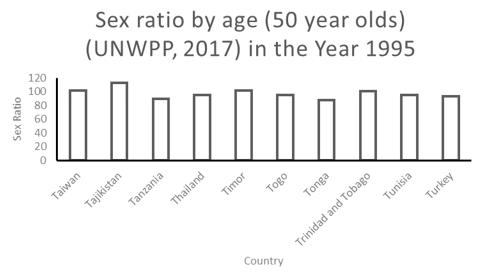 Sex ratio by age (50 year olds)
(UNWPP, 2017) in the Year 1995
120
100
80
60
40
20
0
Sex Ratio
Taiwan
Tajikistan
Tanzania
Thailand
Timor
Togo
Tonga
Trinidad and Tobago
Tunisia
Turkey
Country